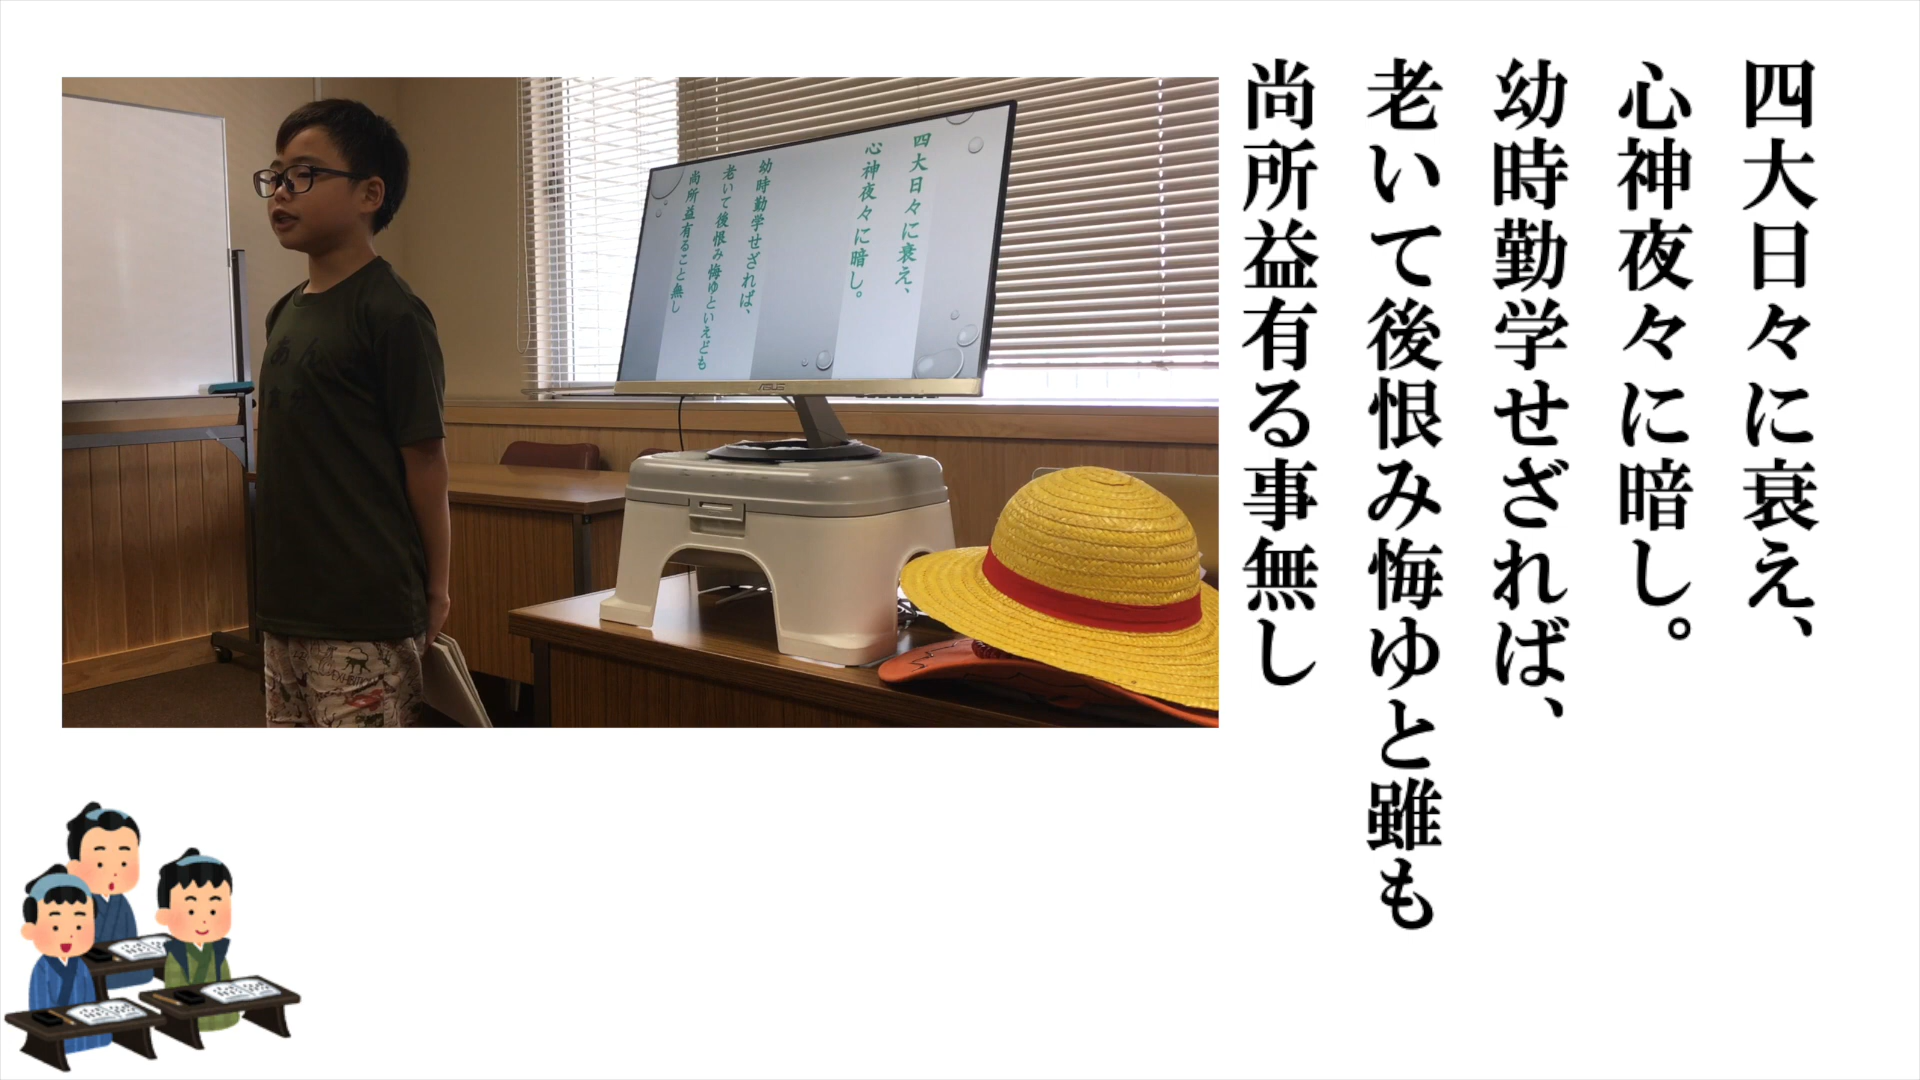 四大日々に衰え、
心神夜々に暗し。
幼時勤学せざれば、
老いて後恨み悔ゆと雖も
尚所益有る事無し
四大日々に衰え、
心神夜々に暗し。
幼時勤学せざれば、
老いて後恨み悔ゆといえども
尚所益有ること無し
ASUS
あん